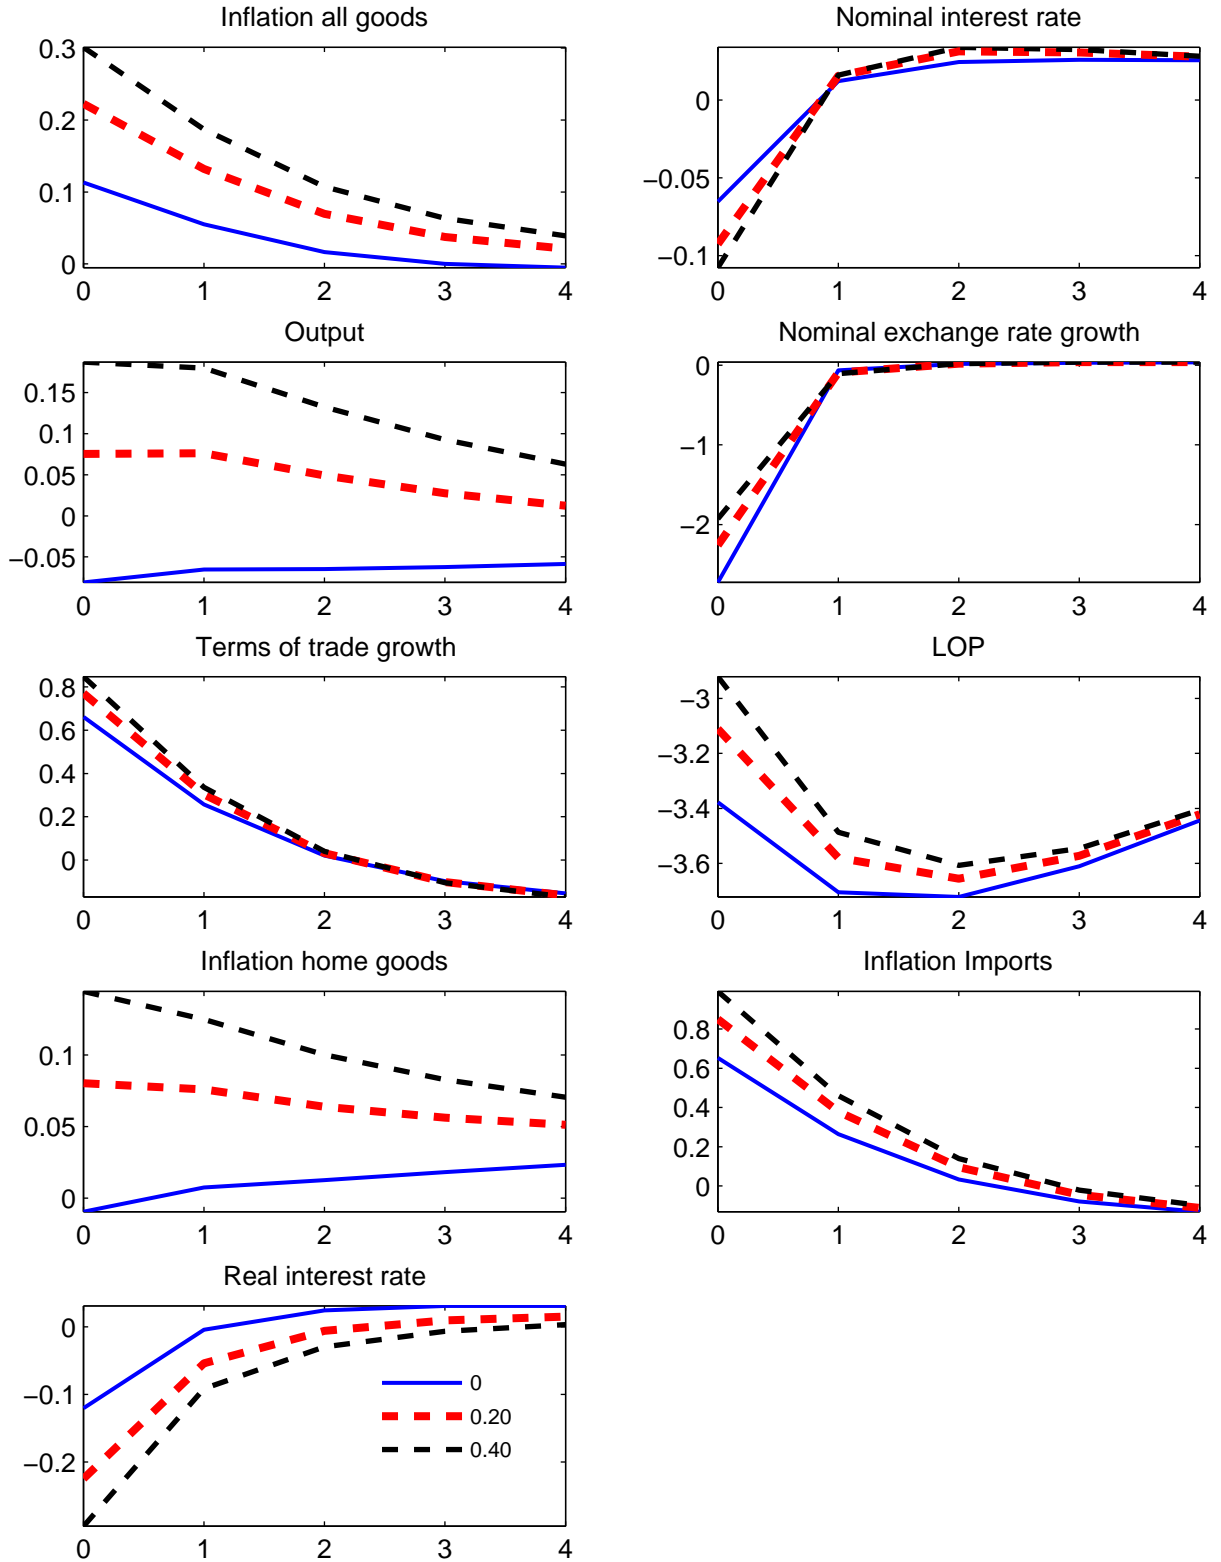 Inflation all goods
0.3
0.2
0.1
0
0 1 2 3 4
Nominal interest rate
0
−0.05
−0.1
0 1 2 3 4
Output
0.15
0.1
0.05
0
−0.05
0 1 2 3 4
Nominal exchange rate growth
0
−1
−2
0 1 2 3 4
Terms of trade growth
0.8
0.6
0.4
0.2
0
0 1 2 3 4
LOP
−3
−3.2
−3.4
−3.6
0 1 2 3 4
Inflation home goods
0.1
0.05
0
0 1 2 3 4
Inflation Imports
0.8
0.6
0.4
0.2
0
0 1 2 3 4
Real interest rate
0
−0.1
−0.2
0 1 2 3 4
0
0.20
0.40